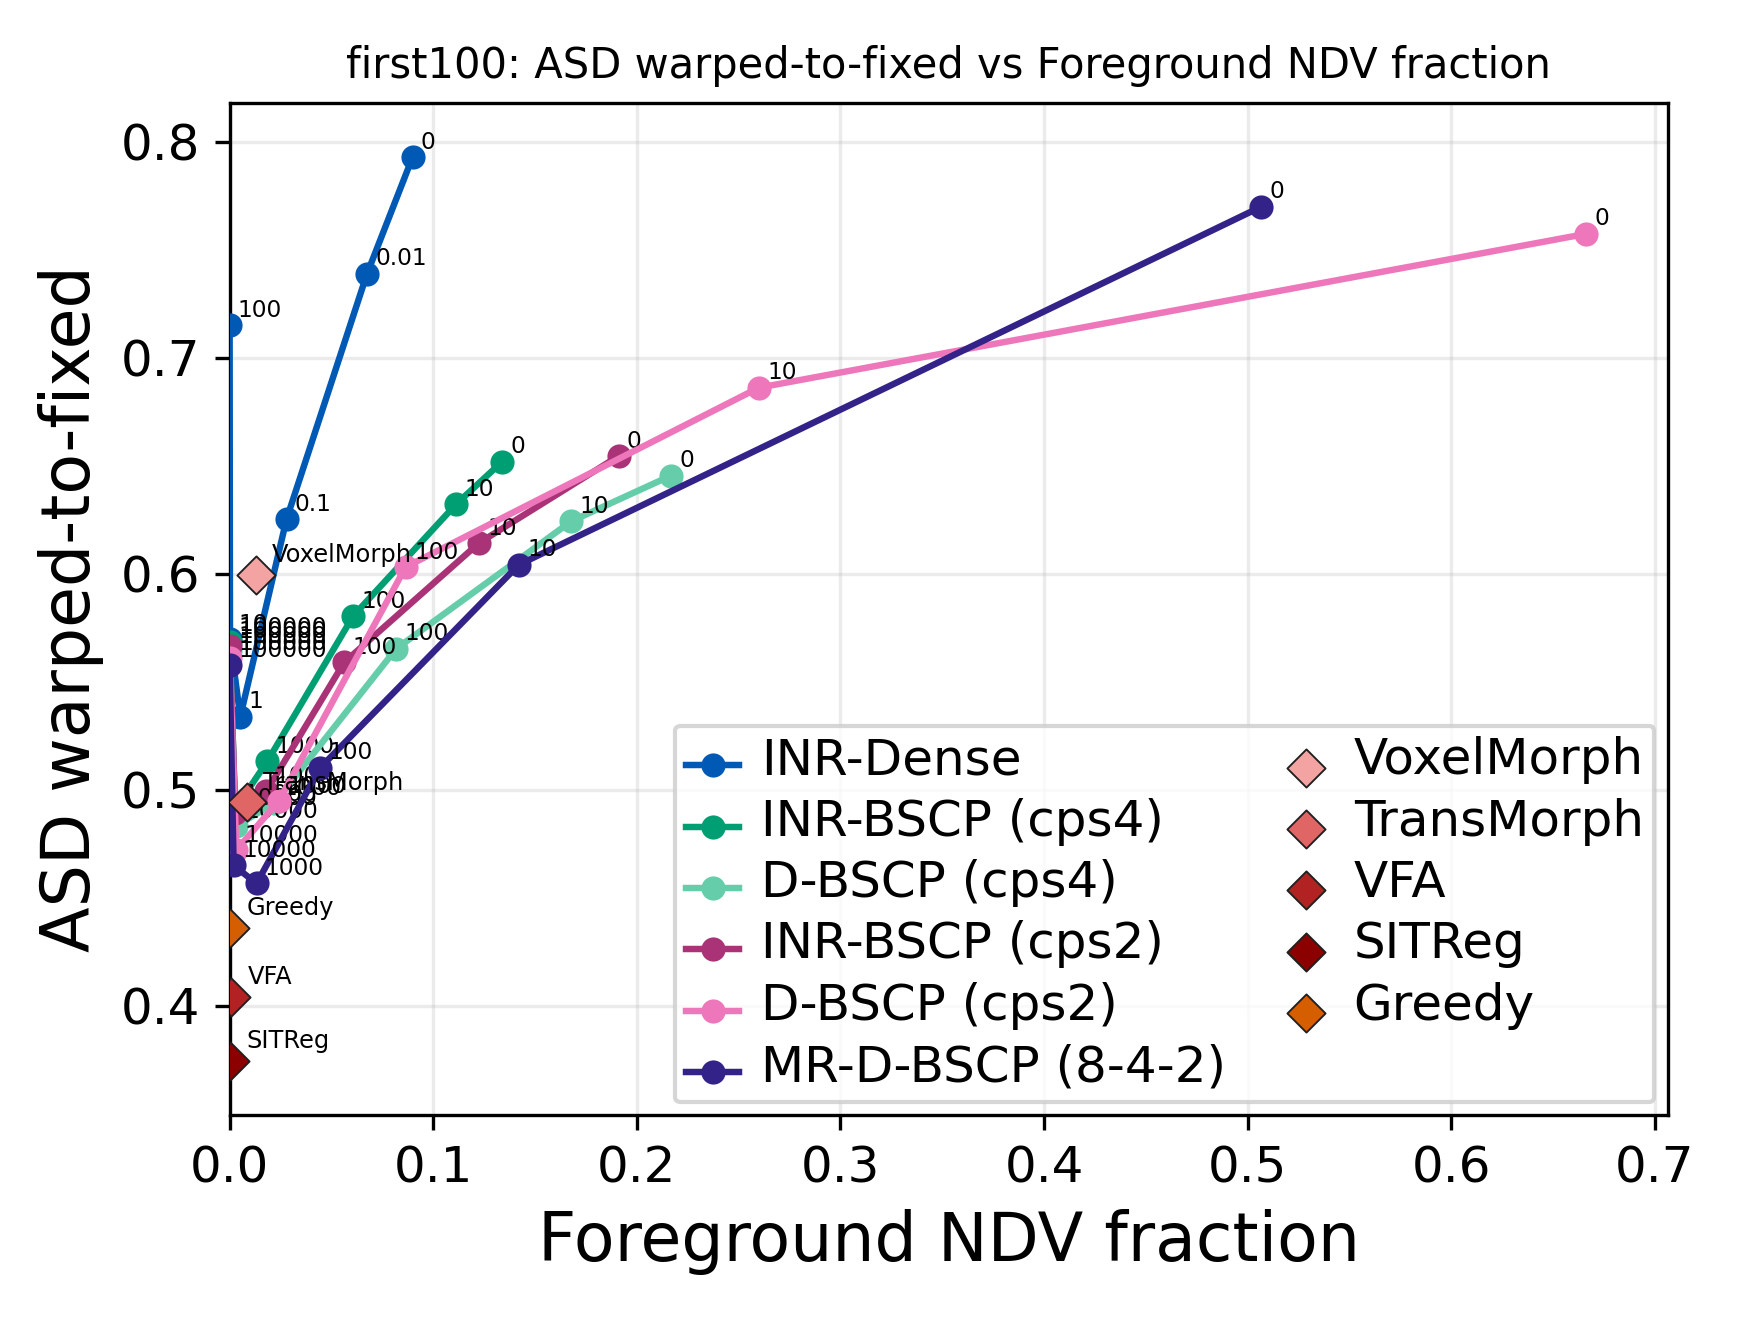 first100: ASD warped-to-fixed vs Foreground NDV fraction
ASD warped-to-fixed
0.8
0.7
0.6
0.5
0.4
0
0.01
100
0.1
VoxelMorph
1
0
0
10
0
10
0
10
0
10
10
100
100
100
100
100000
1000
100
TransMorph
10000
10000
1000
Greedy
VFA
SITReg
INR-Dense
INR-BSCP (cps4)
D-BSCP (cps4)
INR-BSCP (cps2)
D-BSCP (cps2)
MR-D-BSCP (8-4-2)
VoxelMorph
TransMorph
VFA
SITReg
Greedy
0.0
0.1
0.2
0.3
0.4
0.5
0.6
0.7
Foreground NDV fraction